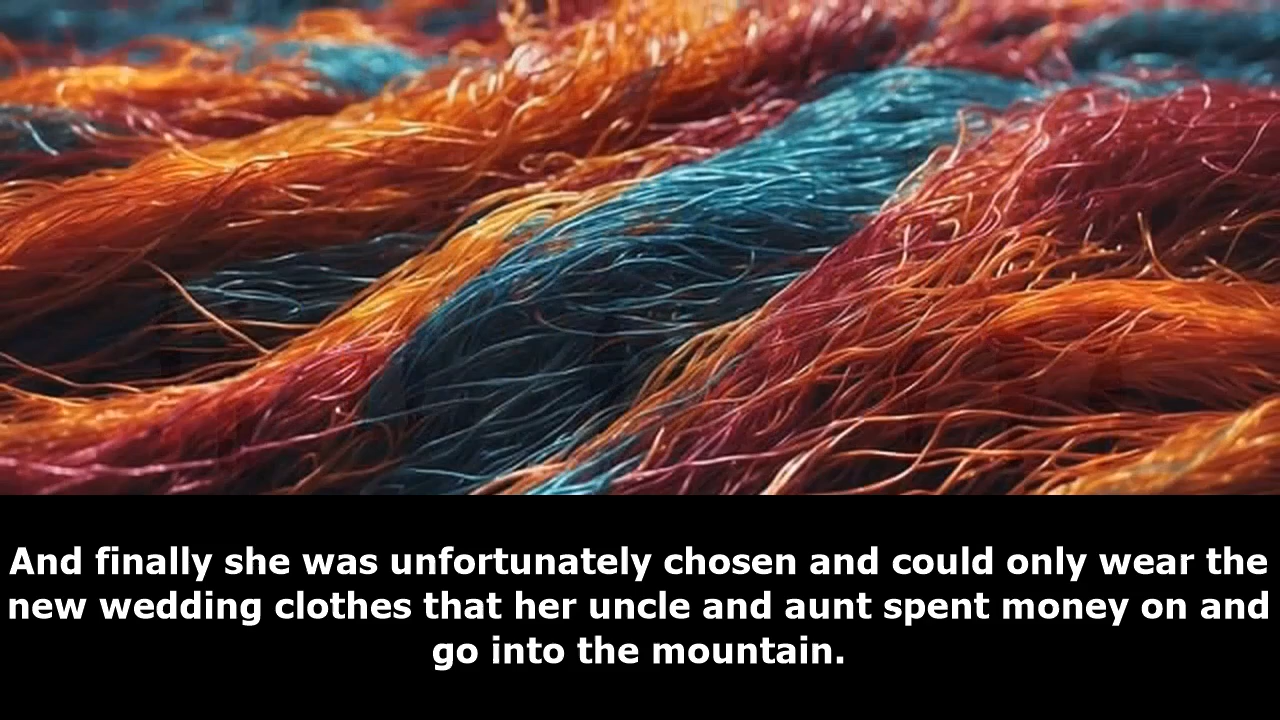 And finally she was unfortunately chosen and could only wear the
new wedding clothes that her uncle and aunt spent money on and
go into the mountain.